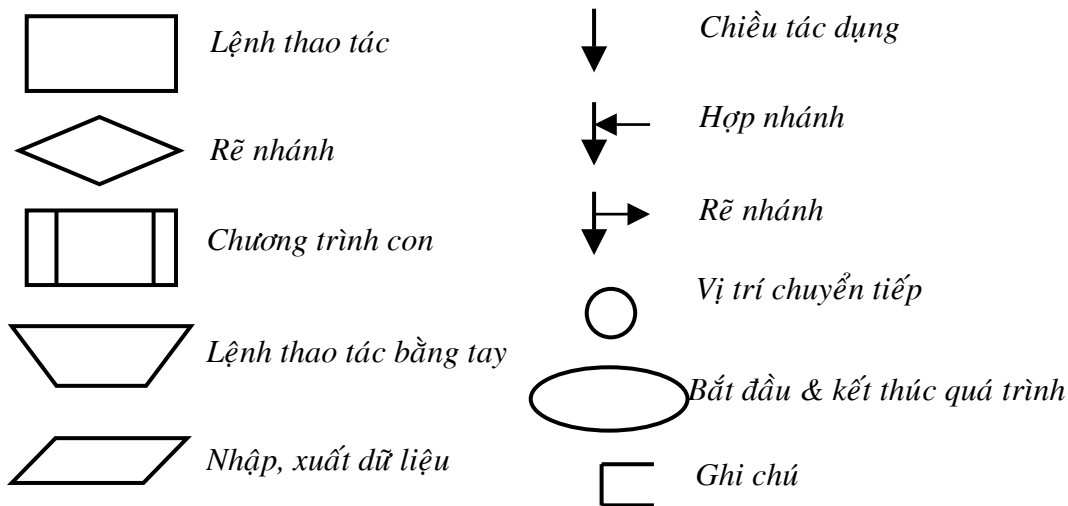 Lệnh thao tác
Rẽ nhánh
Chương trình con
Lệnh thao tác bằng tay
Nhập, xuất dữ liệu
Chiều tác dụng
Hợp nhánh
Rẽ nhánh
Vị trí chuyển tiếp
Bắt đầu & kết thúc quá trình
Ghi chú